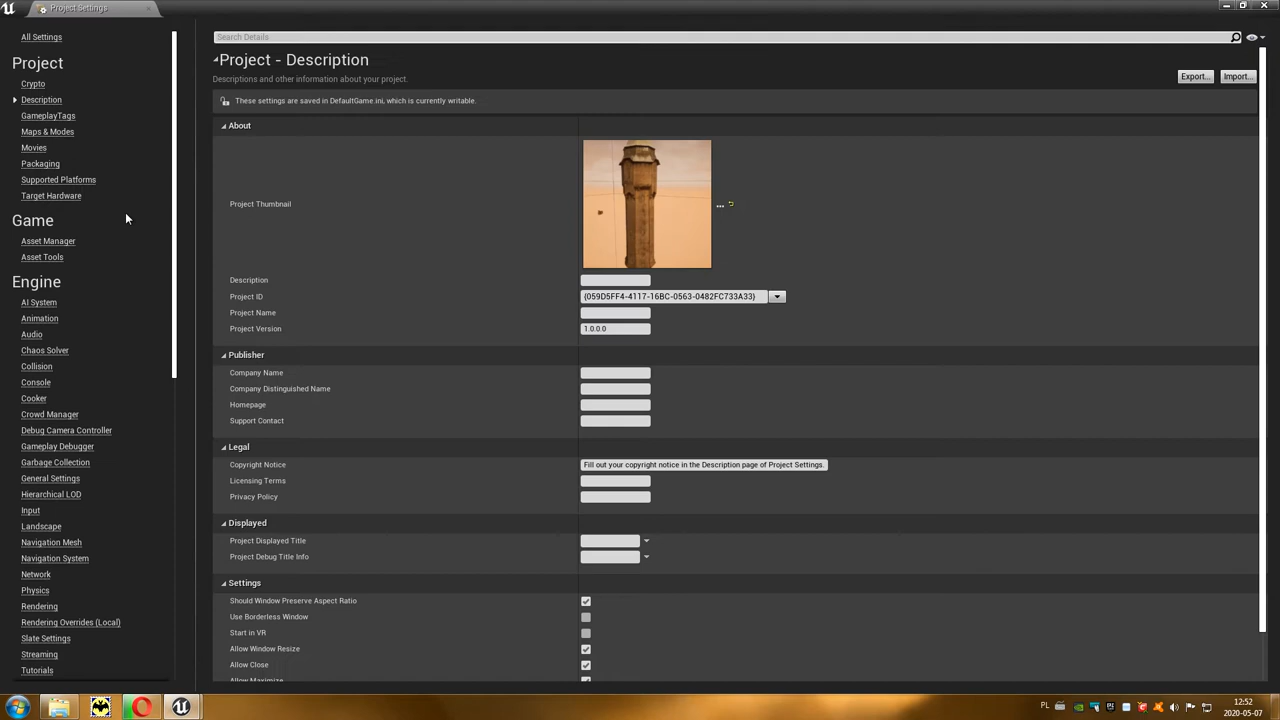 Project Settings
All Settings
Project
Crypto
Description
GameplayTags
Maps & Modes
Movies
Packaging
Supported Platforms
Target Hardware
Game
Asset Manager
Asset Tools
Engine
AI System
Animation
Audio
Chaos Solver
Collision
Console
Cooker
Crowd Manager
Debug Camera Controller
Gameplay Debugger
Garbage Collection
General Settings
Hierarchical LOD
Input
Landscape
Navigation Mesh
Navigation System
Network
Physics
Rendering
Rendering Overrides (Local)
Slate Settings
Streaming
Tutorials
Search Details
Project - Description
Descriptions and other information about your project.
Export... Import...
These settings are saved in DefaultGame.ini, which is currently writable.
About
Project Thumbnail ...
Description
Project ID {059D5FF4-4117-16BC-0563-0482FC733A33}
Project Name
Project Version 1.0.0.0
Publisher
Company Name
Company Distinguished Name
Homepage
Support Contact
Legal
Copyright Notice Fill out your copyright notice in the Description page of Project Settings.
Licensing Terms
Privacy Policy
Displayed
Project Displayed Title
Project Debug Title Info
Settings
Should Window Preserve Aspect Ratio
Use Borderless Window
Start in VR
Allow Window Resize
Allow Close
Allow Maximize
PL 12:52
2020-05-07